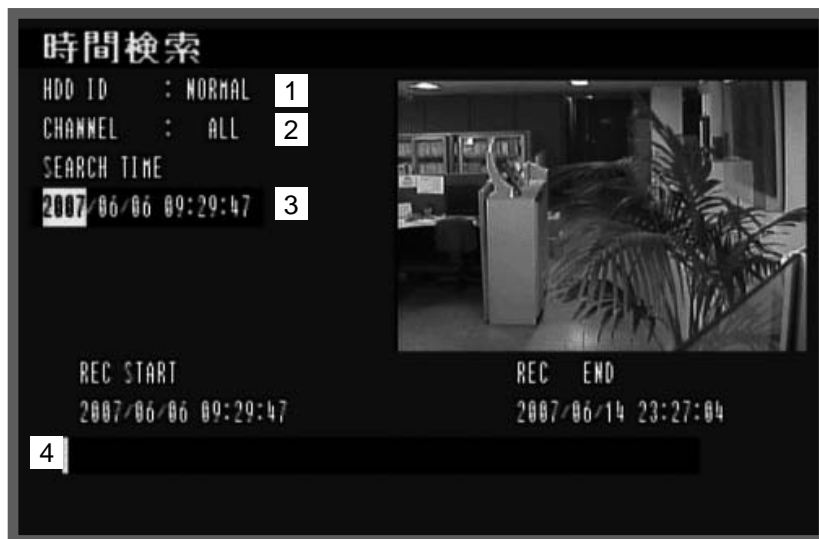 時間検索
HDD ID : NORMAL 1
CHANNEL : ALL 2
SEARCH TIME
2007/06/06 09:29:47 3
REC START
2007/06/06 09:29:47
REC END
2007/06/14 23:27:04
4